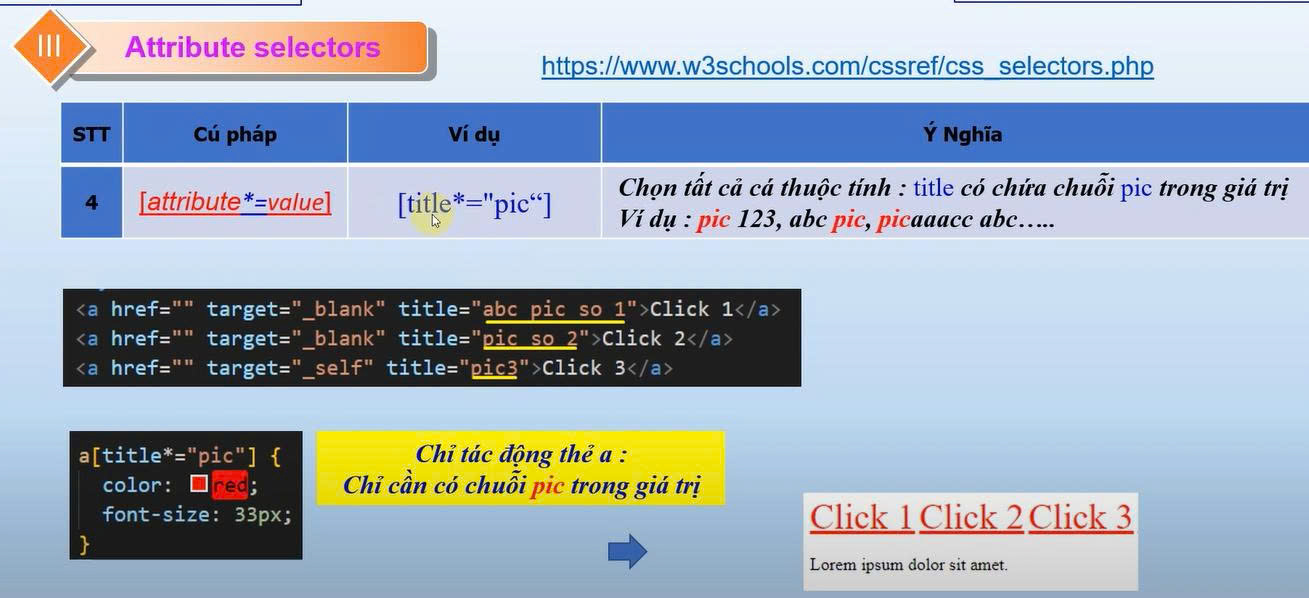 III
Attribute selectors
https://www.w3schools.com/cssref/css_selectors.php
STT Cú pháp Ví dụ Ý Nghĩa
4 [attribute*=value] [title*="pic“] Chọn tất cả cá thuộc tính : title có chứa chuỗi pic trong giá trị
Ví dụ : pic 123, abc pic, picaaacc abc…..
<a href="" target="_blank" title="abc pic so 1">Click 1</a>
<a href="" target="_blank" title="pic so 2">Click 2</a>
<a href="" target="_self" title="pic3">Click 3</a>
a[title*="pic"] {
color: red;
font-size: 33px;
}
Chỉ tác động thẻ a :
Chỉ cần có chuỗi pic trong giá trị
Click 1 Click 2 Click 3
Lorem ipsum dolor sit amet.